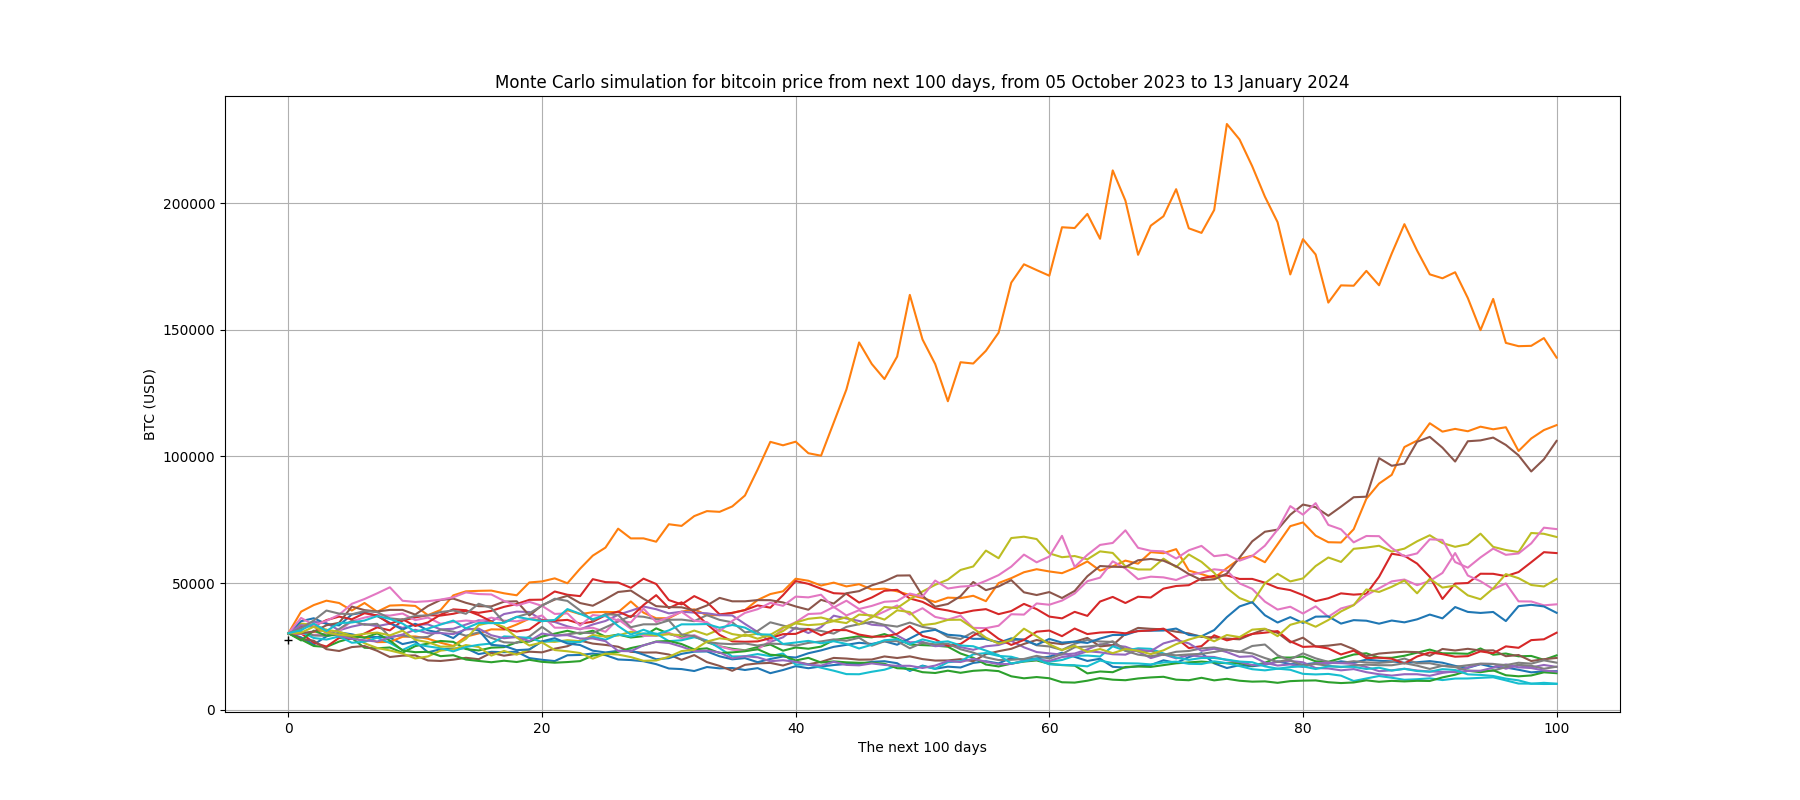 Monte Carlo simulation for bitcoin price from next 100 days, from 05 October 2023 to 13 January 2024
200000
150000
100000
50000
0
BTC (USD)
0 20 40 60 80 100
The next 100 days